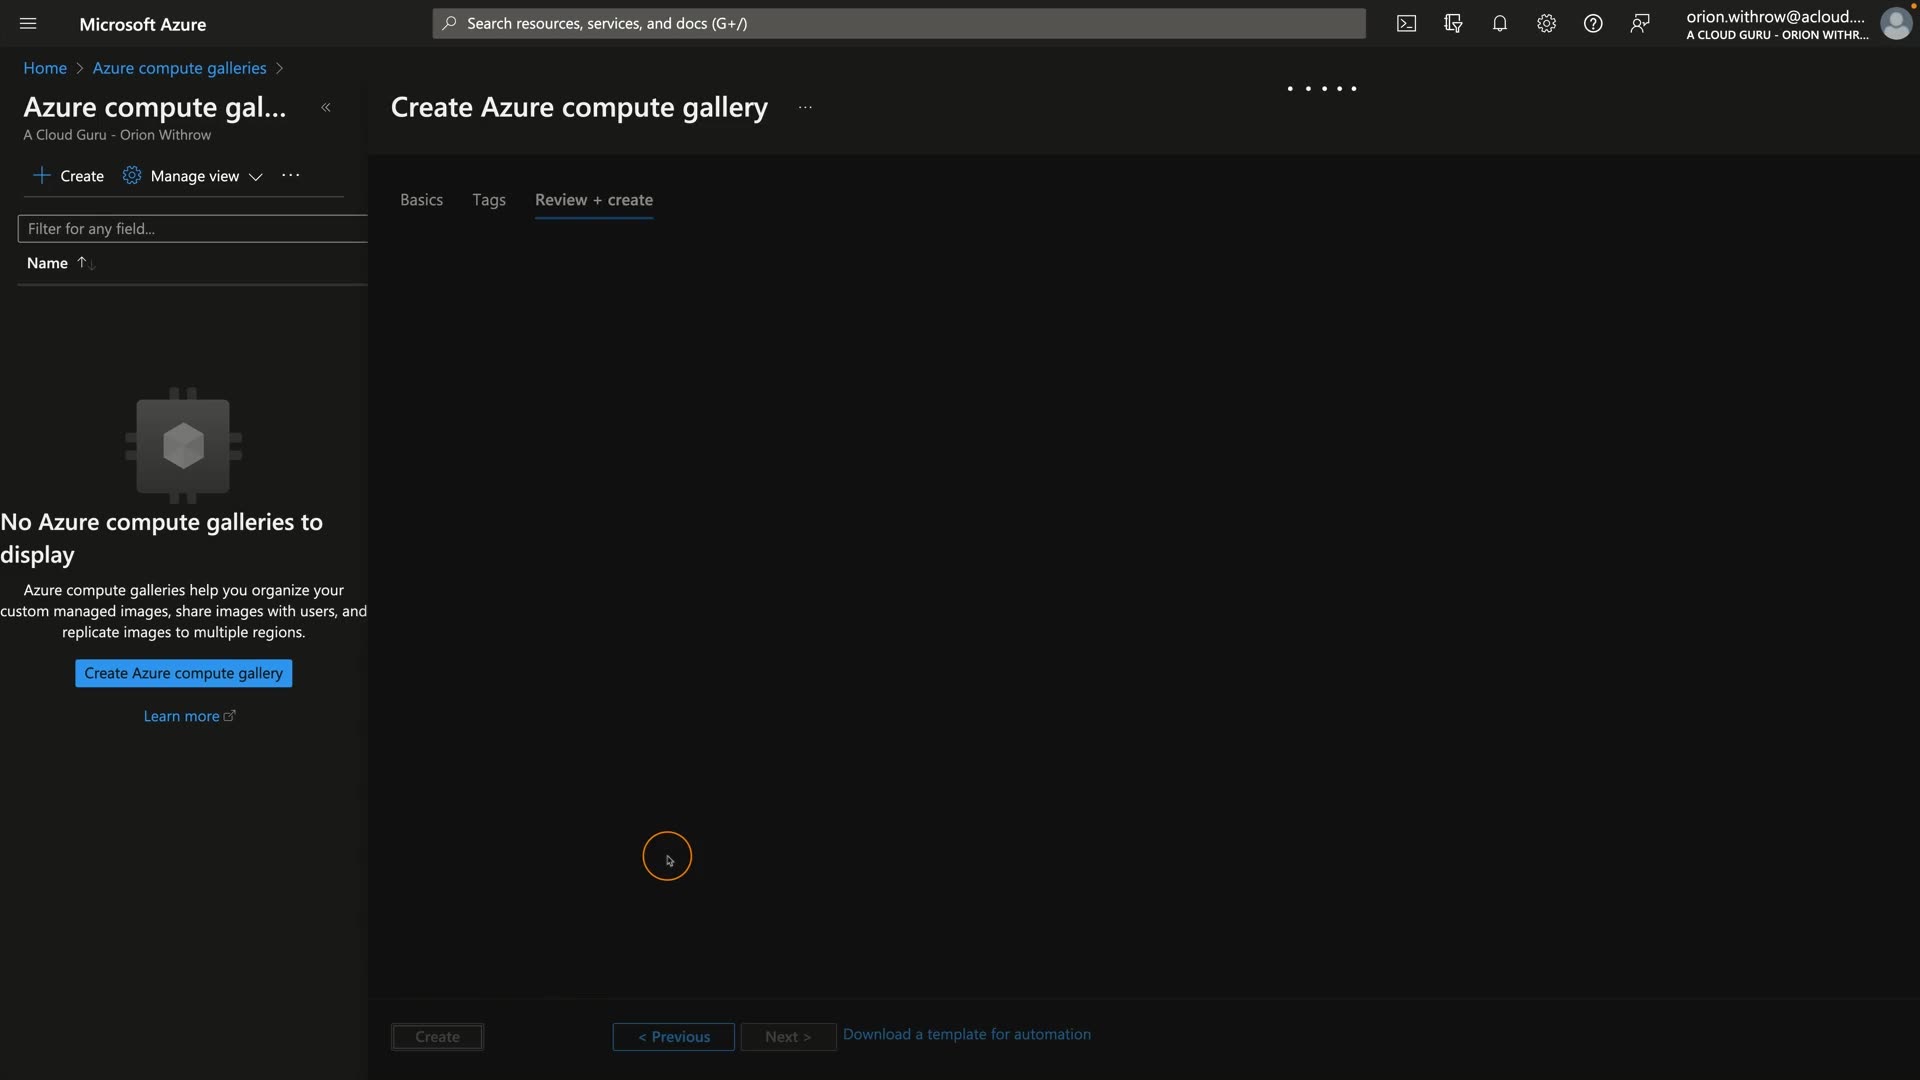 Microsoft Azure
Search resources, services, and docs (G+/)
orion.withrow@acloud....
A CLOUD GURU - ORION WITHR...
Home > Azure compute galleries >
Azure compute gal...
«
A Cloud Guru - Orion Withrow
Create Azure compute gallery ...
+ Create Manage view ...
Basics Tags Review + create
Filter for any field...
Name ↑↓
No Azure compute galleries to
display
Azure compute galleries help you organize your
custom managed images, share images with users, and
replicate images to multiple regions.
Create Azure compute gallery
Learn more
Create < Previous Next > Download a template for automation